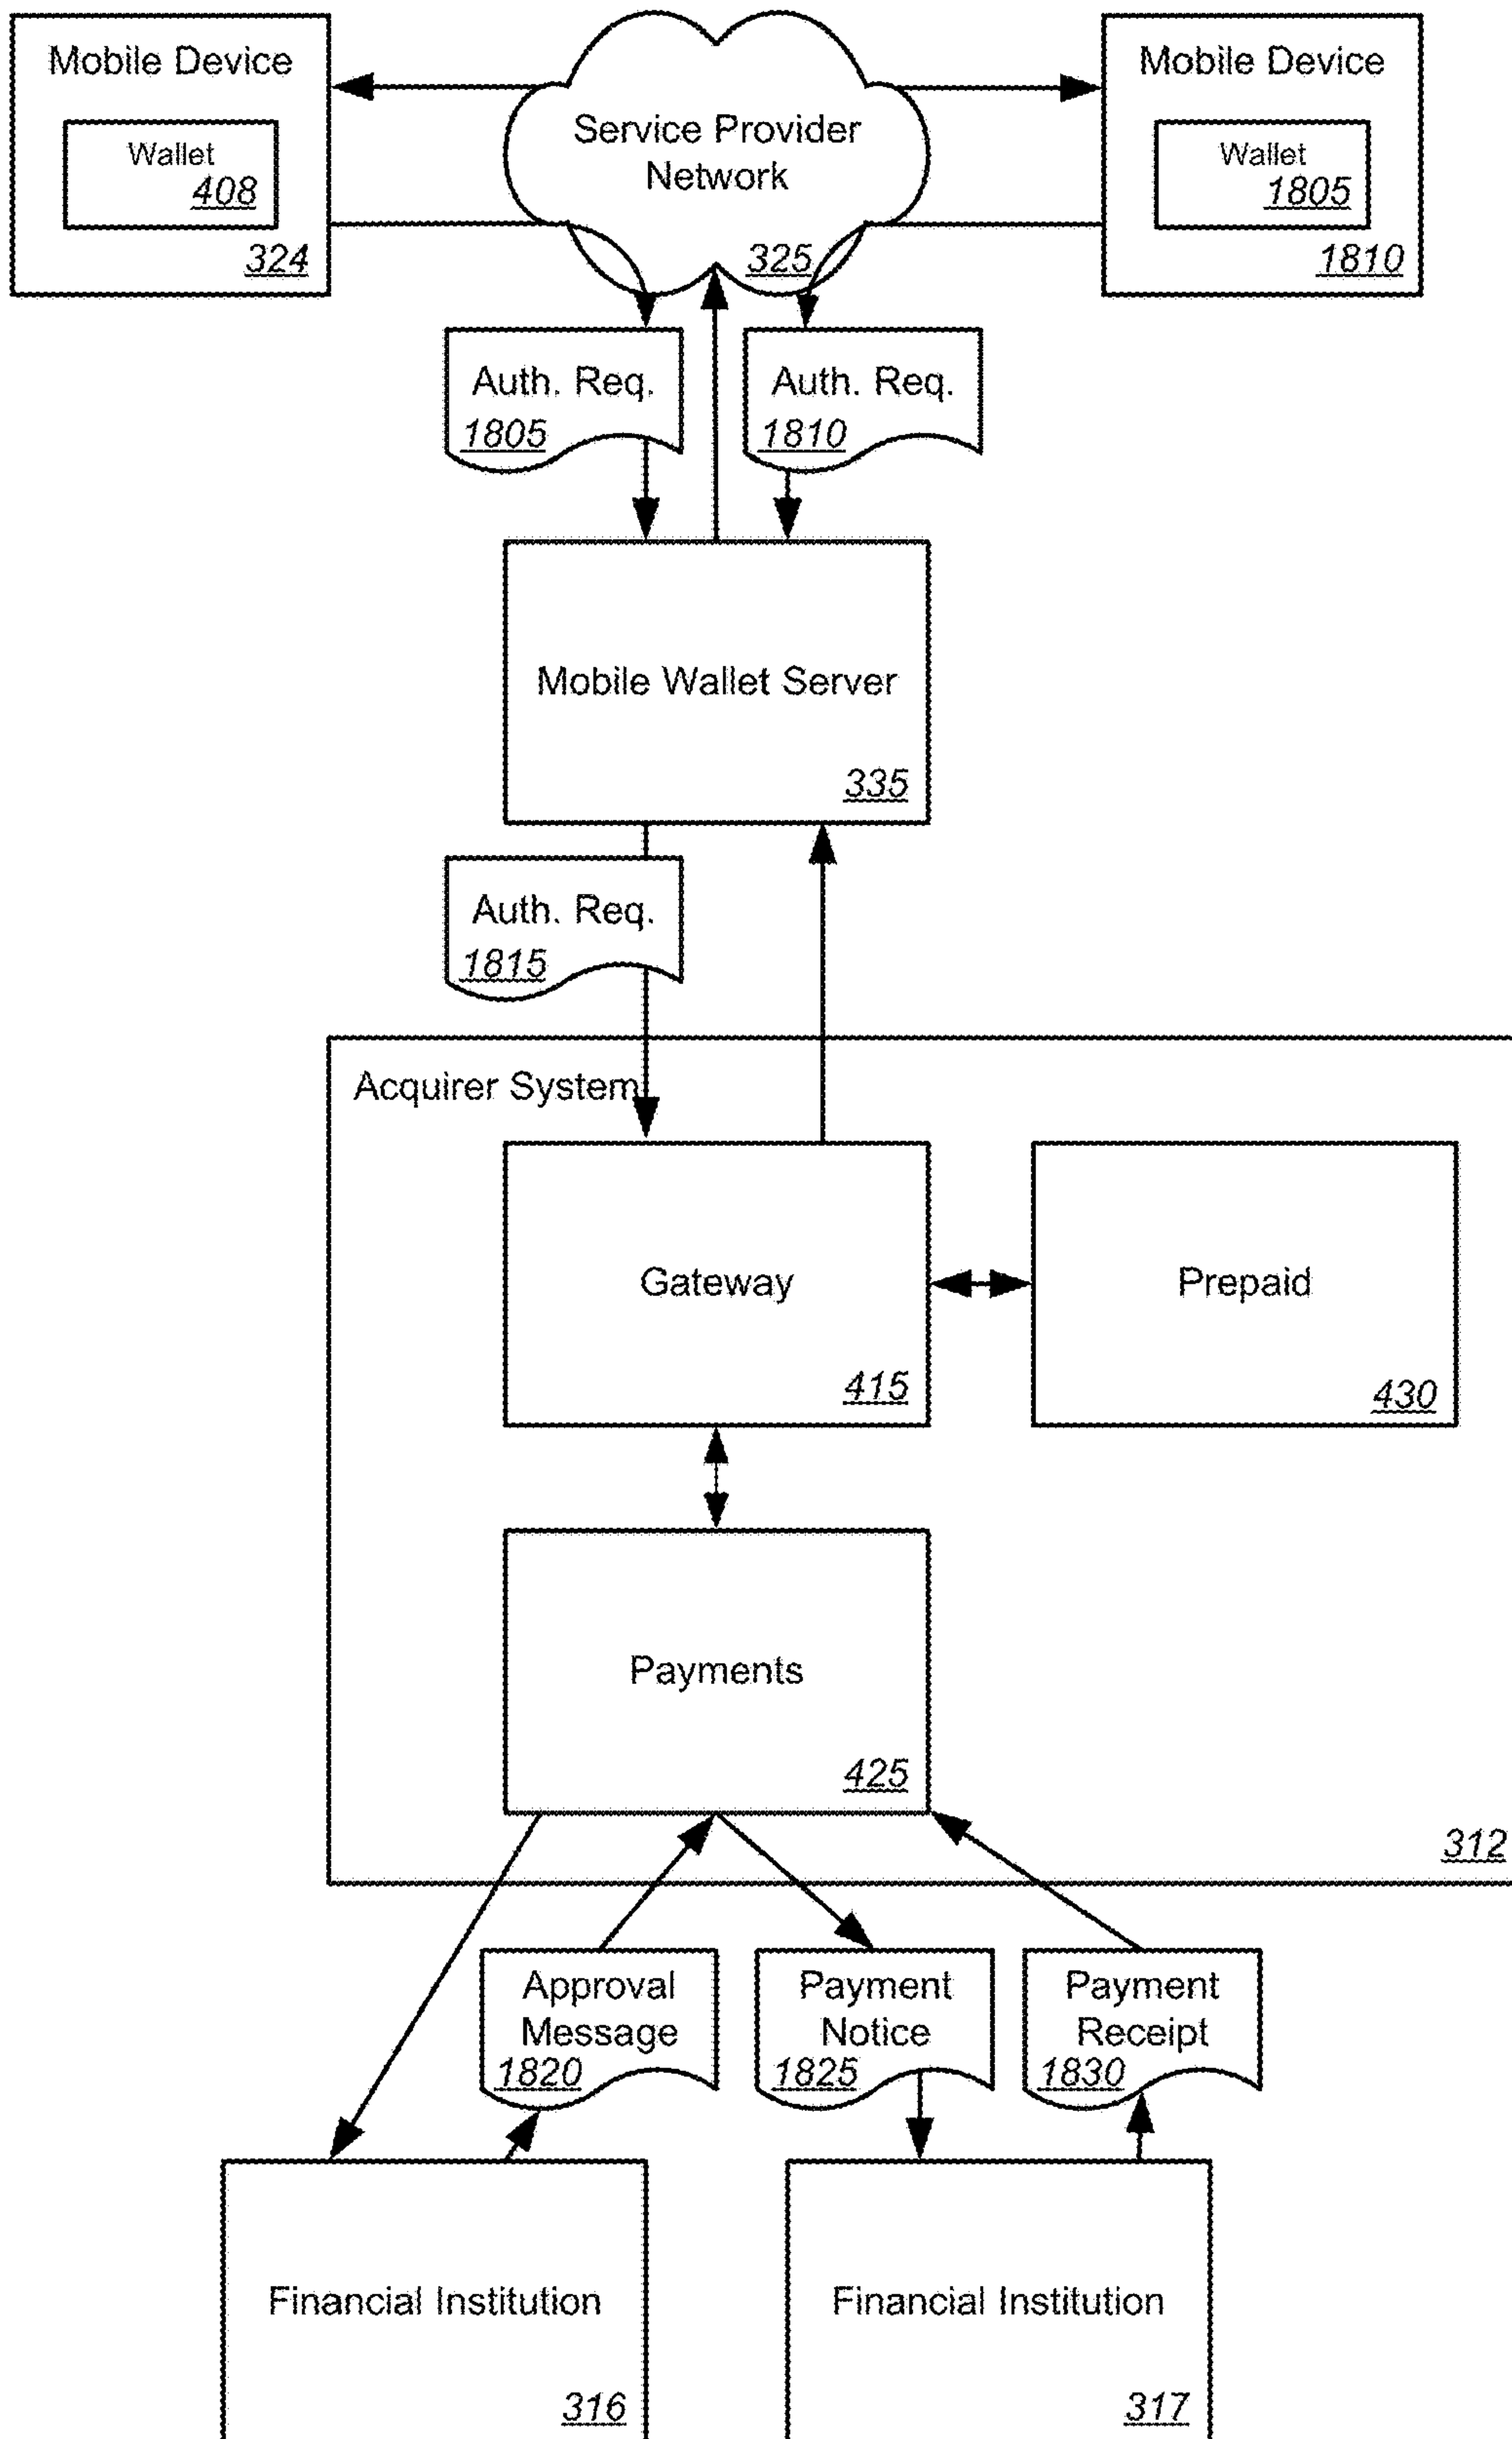 Mobile Device
Wallet
408
324
Service Provider
Network
325
Mobile Device
Wallet
1805
1810
Auth. Req.
1805
Auth. Req.
1810
Mobile Wallet Server
335
Auth. Req.
1815
Acquirer System
Gateway
415
Prepaid
430
Payments
425
312
Approval
Message
1820
Payment
Notice
1825
Payment
Receipt
1830
Financial Institution
316
Financial Institution
317